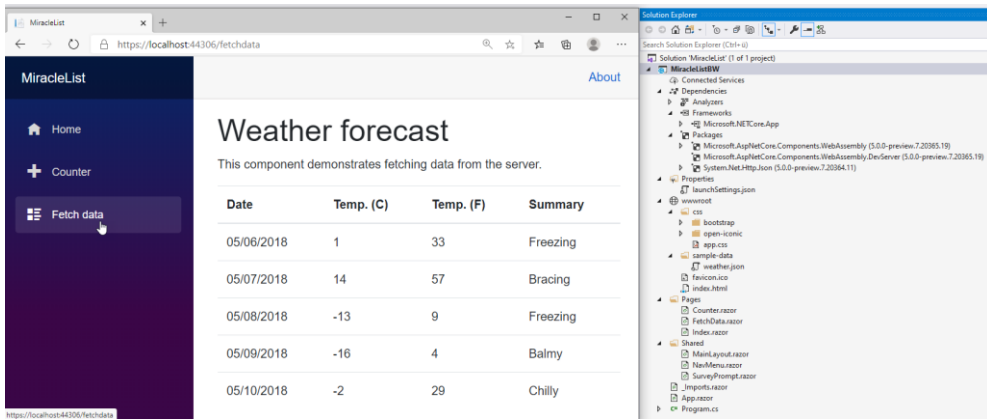 MiracleList
https://localhost:44306/fetchdata
MiracleList
About
Home
Counter
Fetch data
Weather forecast
This component demonstrates fetching data from the server.
Date Temp. (C) Temp. (F) Summary
05/06/2018 1 33 Freezing
05/07/2018 14 57 Bracing
05/08/2018 -13 9 Freezing
05/09/2018 -16 4 Balmy
05/10/2018 -2 29 Chilly
https://localhost:44306/fetchdata
Solution Explorer
Search Solution Explorer (Ctrl+ü)
Solution 'MiracleList' (1 of 1 project)
MiracleListBW
Connected Services
Dependencies
Analyzers
Frameworks
Microsoft.NETCore.App
Packages
Microsoft.AspNetCore.Components.WebAssembly (5.0.0-preview.7.20365.19)
Microsoft.AspNetCore.Components.WebAssembly.DevServer (5.0.0-preview.7.20365.19)
System.Net.Http.Json (5.0.0-preview.7.20364.11)
Properties
launchSettings.json
wwwroot
css
bootstrap
open-iconic
app.css
sample-data
weather.json
favicon.ico
index.html
Pages
Counter.razor
FetchData.razor
Index.razor
Shared
MainLayout.razor
NavMenu.razor
SurveyPrompt.razor
_Imports.razor
App.razor
C# Program.cs